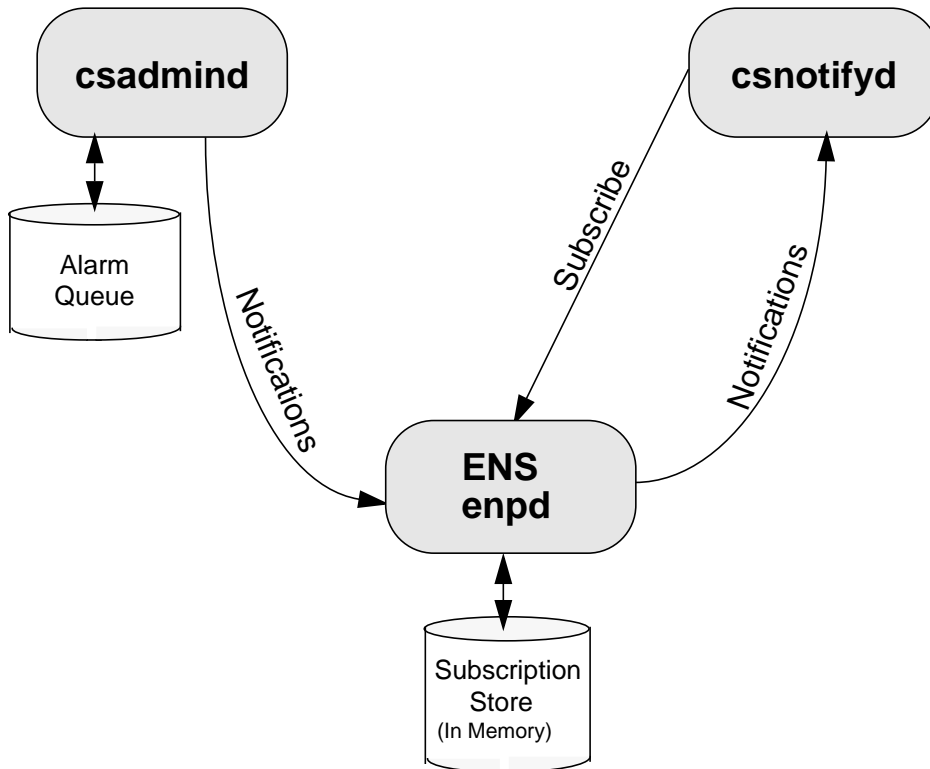 csadmind
csnotifyd
Alarm
Queue
Subscribe
Notifications
Notifications
ENS
enpd
Subscription
Store
(In Memory)